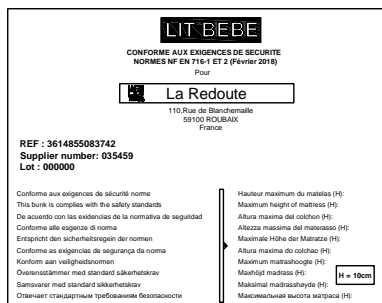 LIT BEBE
CONFORME AUX EXIGENCES DE SECURITE
NORMES NF EN 716-1 ET 2 (Février 2018)
Pour
La Redoute
110,Rue de Blanchemaille
59100 ROUBAIX
France
REF : 3614855083742
Supplier number: 035459
Lot : 000000
Conforme aux exigences de sécurité norme
This bunk is complies with the safety standards
De acuerdo con las exidencias de la normativa de seguridad
Conforme alle esgenze di norma
Entspricht den sicherheitsregein der normen
Conforme as exigencias de segurança da norma
Konform aan veiligheidsnormen
Överensstämmer med standard säkerhetskrav
Samsvarer med standard sikkerhetskrav
Отвечает стандартным требованиям безопасности
Hauteur maximum du matelas (H):
Maximum height of mattress (H):
Altura maxima del colchon (H):
Altezza massima del materasso (H):
Maximale Höhe der Matratze (H):
Altura maxima do colchao (H):
Maximum matrashoogte (H):
Maxhöjd madrass (H):
Maksimal madrasshøyde (H):
Максимальная высота матраса (H):
H = 10cm